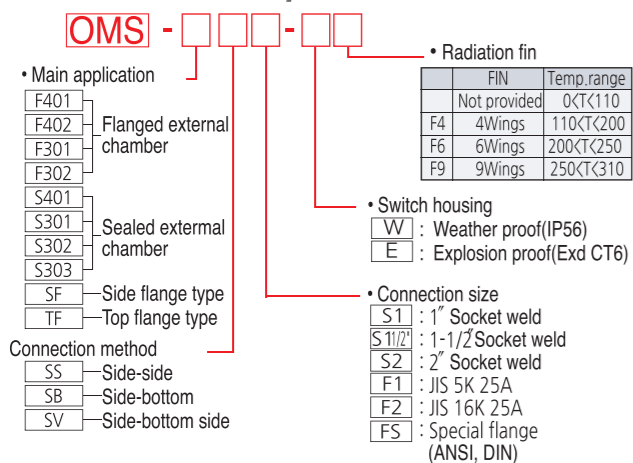 OMS - □ □ □ - □ □
• Main application
F401
F402
F301
F302
Flanged external
chamber
S401
S301
S302
S303
Sealed extermal
chamber
SF Side flange type
TF Top flange type
Connection method
SS Side-side
SB Side-bottom
SV Side-bottom side
• Radiation fin
FIN Temp.range
Not provided 0<T<110
F4 4Wings 110<T<200
F6 6Wings 200<T<250
F9 9Wings 250<T<310
• Switch housing
W : Weather proof(IP56)
E : Explosion proof(Exd CT6)
• Connection size
S1 : 1″ Socket weld
S11/2" : 1-1/2″Socket weld
S2 : 2″ Socket weld
F1 : JIS 5K 25A
F2 : JIS 16K 25A
FS : Special flange
(ANSI, DIN)